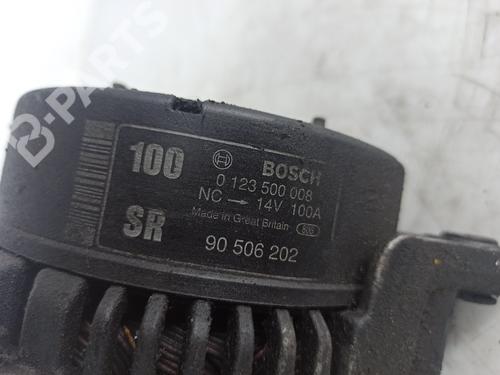 B-PARTS
100
BOSCH
0 123 500 008
NC → 14V 100A
Made in Great Britain
SR
90 506 202